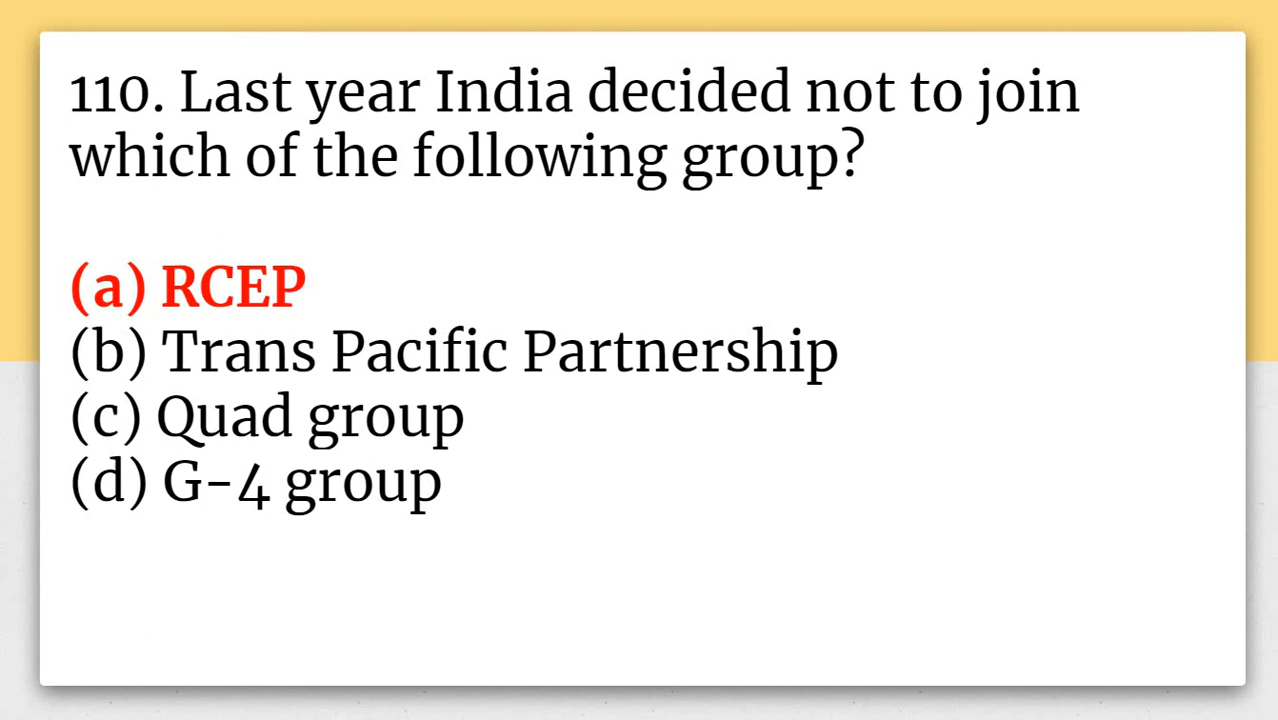 110. Last year India decided not to join
which of the following group?
(a) RCEP
(b) Trans Pacific Partnership
(c) Quad group
(d) G-4 group